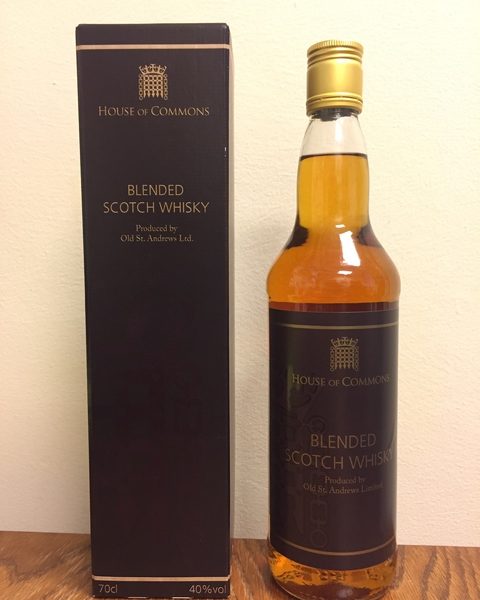 HOUSE OF COMMONS
BLENDED
SCOTCH WHISKY
Produced by
Old St. Andrews Ltd.
70cl 40%vol
HOUSE OF COMMONS
BLENDED
SCOTCH WHISKY
Produced by
Old St. Andrews Limited